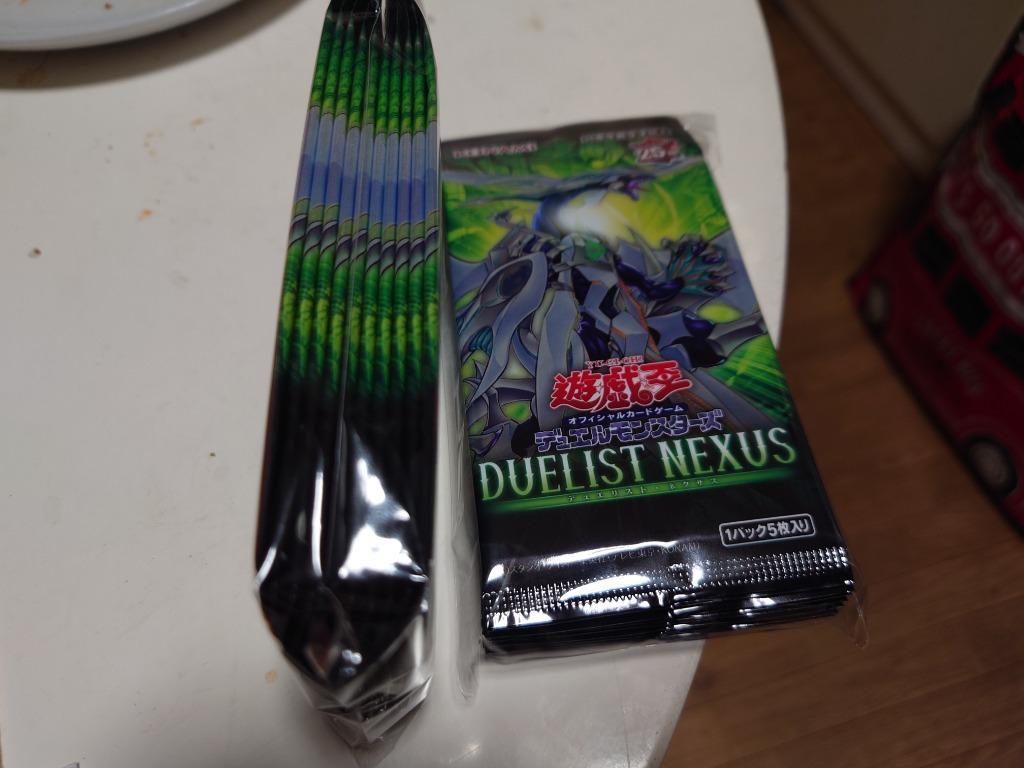 25
YU-GI-OH!
遊戯王
オフィシャルカードゲーム
デュエルモンスターズ
DUELIST NEXUS
デュエリスト・ネクサス
1パック5枚入り